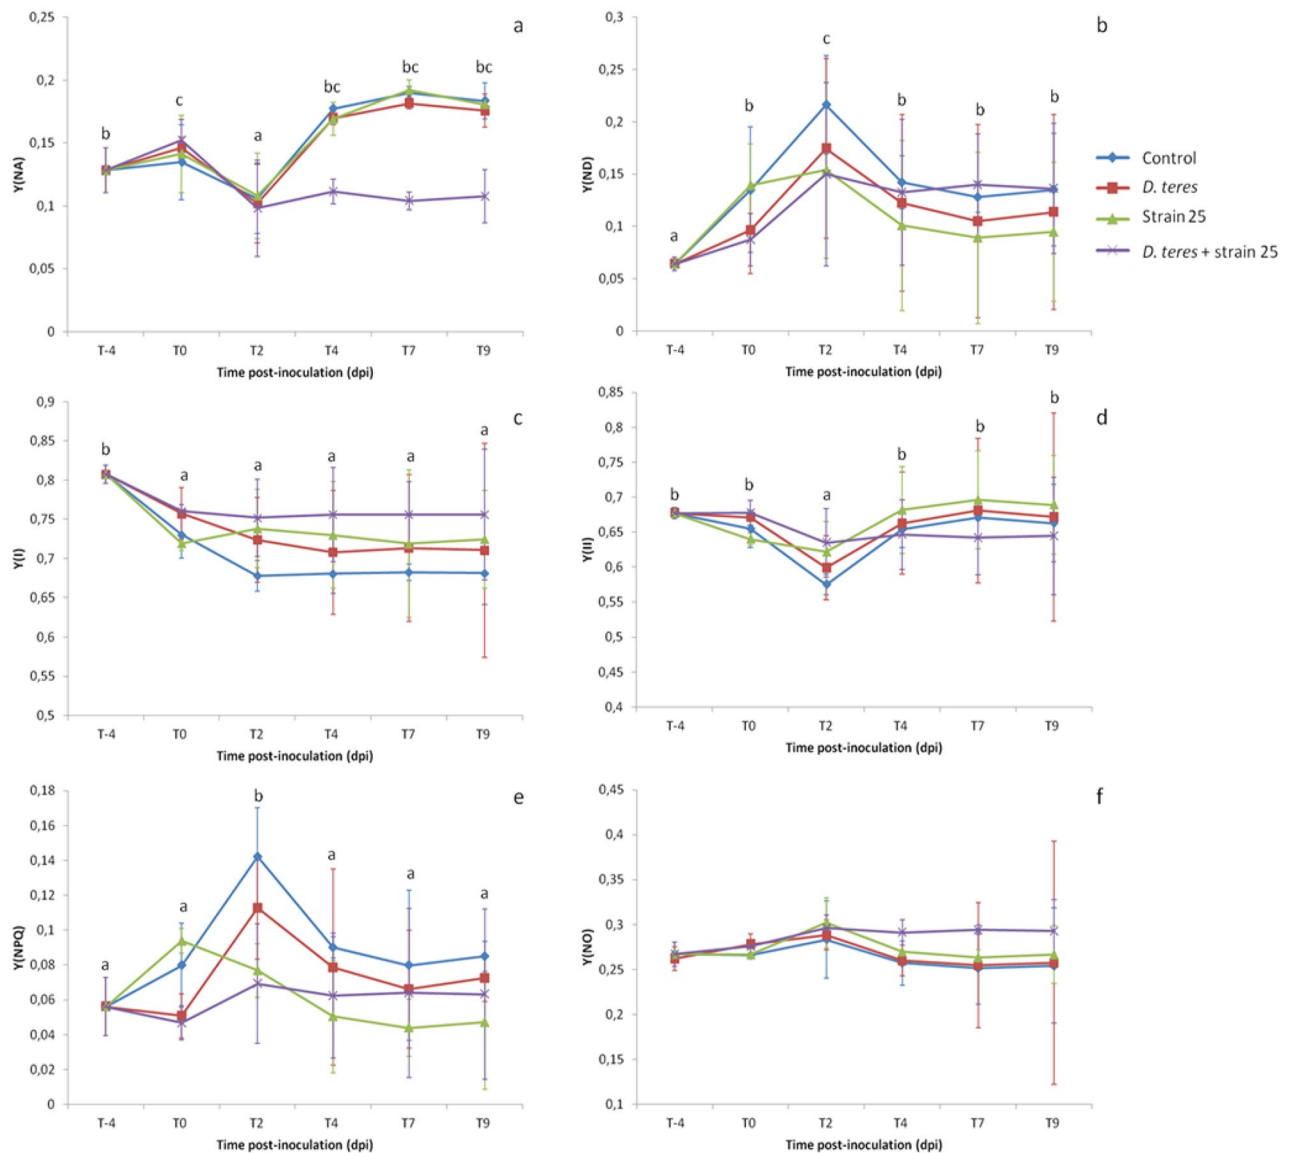 a
Y(NA)
0,25
0,2
0,15
0,1
0,05
0
b c a bc bc bc
T-4 T0 T2 T4 T7 T9
Time post-inoculation (dpi)
b
Y(ND)
0,3
0,25
0,2
0,15
0,1
0,05
0
a b c b b b
T-4 T0 T2 T4 T7 T9
Time post-inoculation (dpi)
Control
D. teres
Strain 25
D. teres + strain 25
c
Y(I)
0,9
0,85
0,8
0,75
0,7
0,65
0,6
0,55
0,5
b a a a a a
T-4 T0 T2 T4 T7 T9
Time post-inoculation (dpi)
d
Y(II)
0,85
0,8
0,75
0,7
0,65
0,6
0,55
0,5
0,45
0,4
b b a b b b
T-4 T0 T2 T4 T7 T9
Time post-inoculation (dpi)
e
Y(NPQ)
0,18
0,16
0,14
0,12
0,1
0,08
0,06
0,04
0,02
0
a a b a a a
T-4 T0 T2 T4 T7 T9
Time post-inoculation (dpi)
f
Y(NO)
0,45
0,4
0,35
0,3
0,25
0,2
0,15
0,1
T-4 T0 T2 T4 T7 T9
Time post-inoculation (dpi)